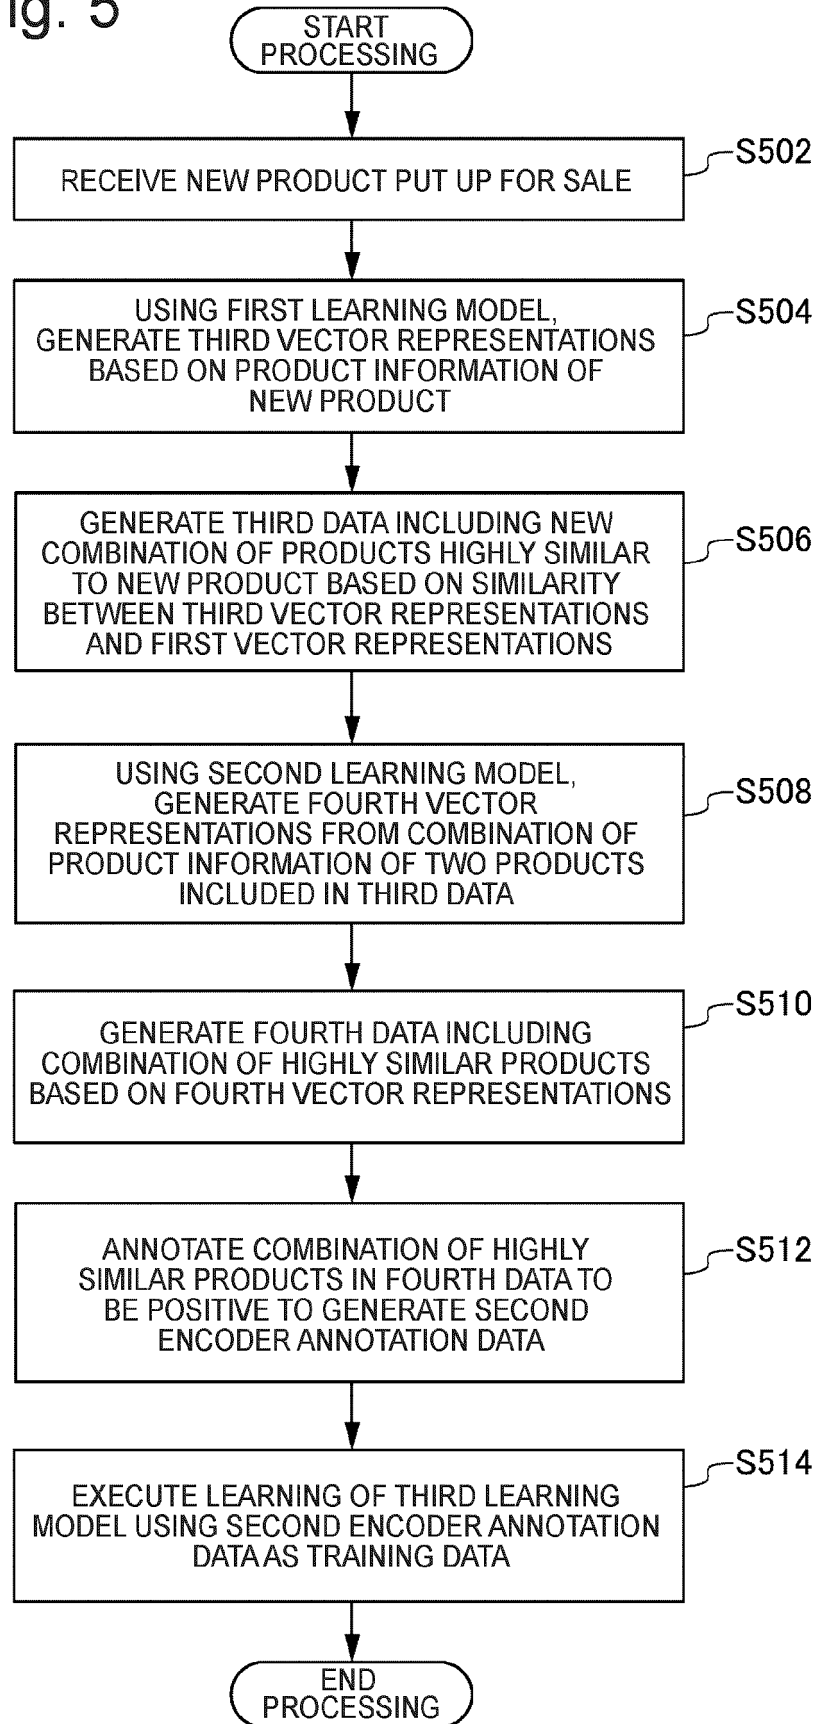 ig. 5
START
PROCESSING
S502
RECEIVE NEW PRODUCT PUT UP FOR SALE
S504
USING FIRST LEARNING MODEL,
GENERATE THIRD VECTOR REPRESENTATIONS
BASED ON PRODUCT INFORMATION OF
NEW PRODUCT
S506
GENERATE THIRD DATA INCLUDING NEW
COMBINATION OF PRODUCTS HIGHLY SIMILAR
TO NEW PRODUCT BASED ON SIMILARITY
BETWEEN THIRD VECTOR REPRESENTATIONS
AND FIRST VECTOR REPRESENTATIONS
S508
USING SECOND LEARNING MODEL,
GENERATE FOURTH VECTOR
REPRESENTATIONS FROM COMBINATION OF
PRODUCT INFORMATION OF TWO PRODUCTS
INCLUDED IN THIRD DATA
S510
GENERATE FOURTH DATA INCLUDING
COMBINATION OF HIGHLY SIMILAR PRODUCTS
BASED ON FOURTH VECTOR REPRESENTATIONS
S512
ANNOTATE COMBINATION OF HIGHLY
SIMILAR PRODUCTS IN FOURTH DATA TO
BE POSITIVE TO GENERATE SECOND
ENCODER ANNOTATION DATA
S514
EXECUTE LEARNING OF THIRD LEARNING
MODEL USING SECOND ENCODER ANNOTATION
DATA AS TRAINING DATA
END
PROCESSING